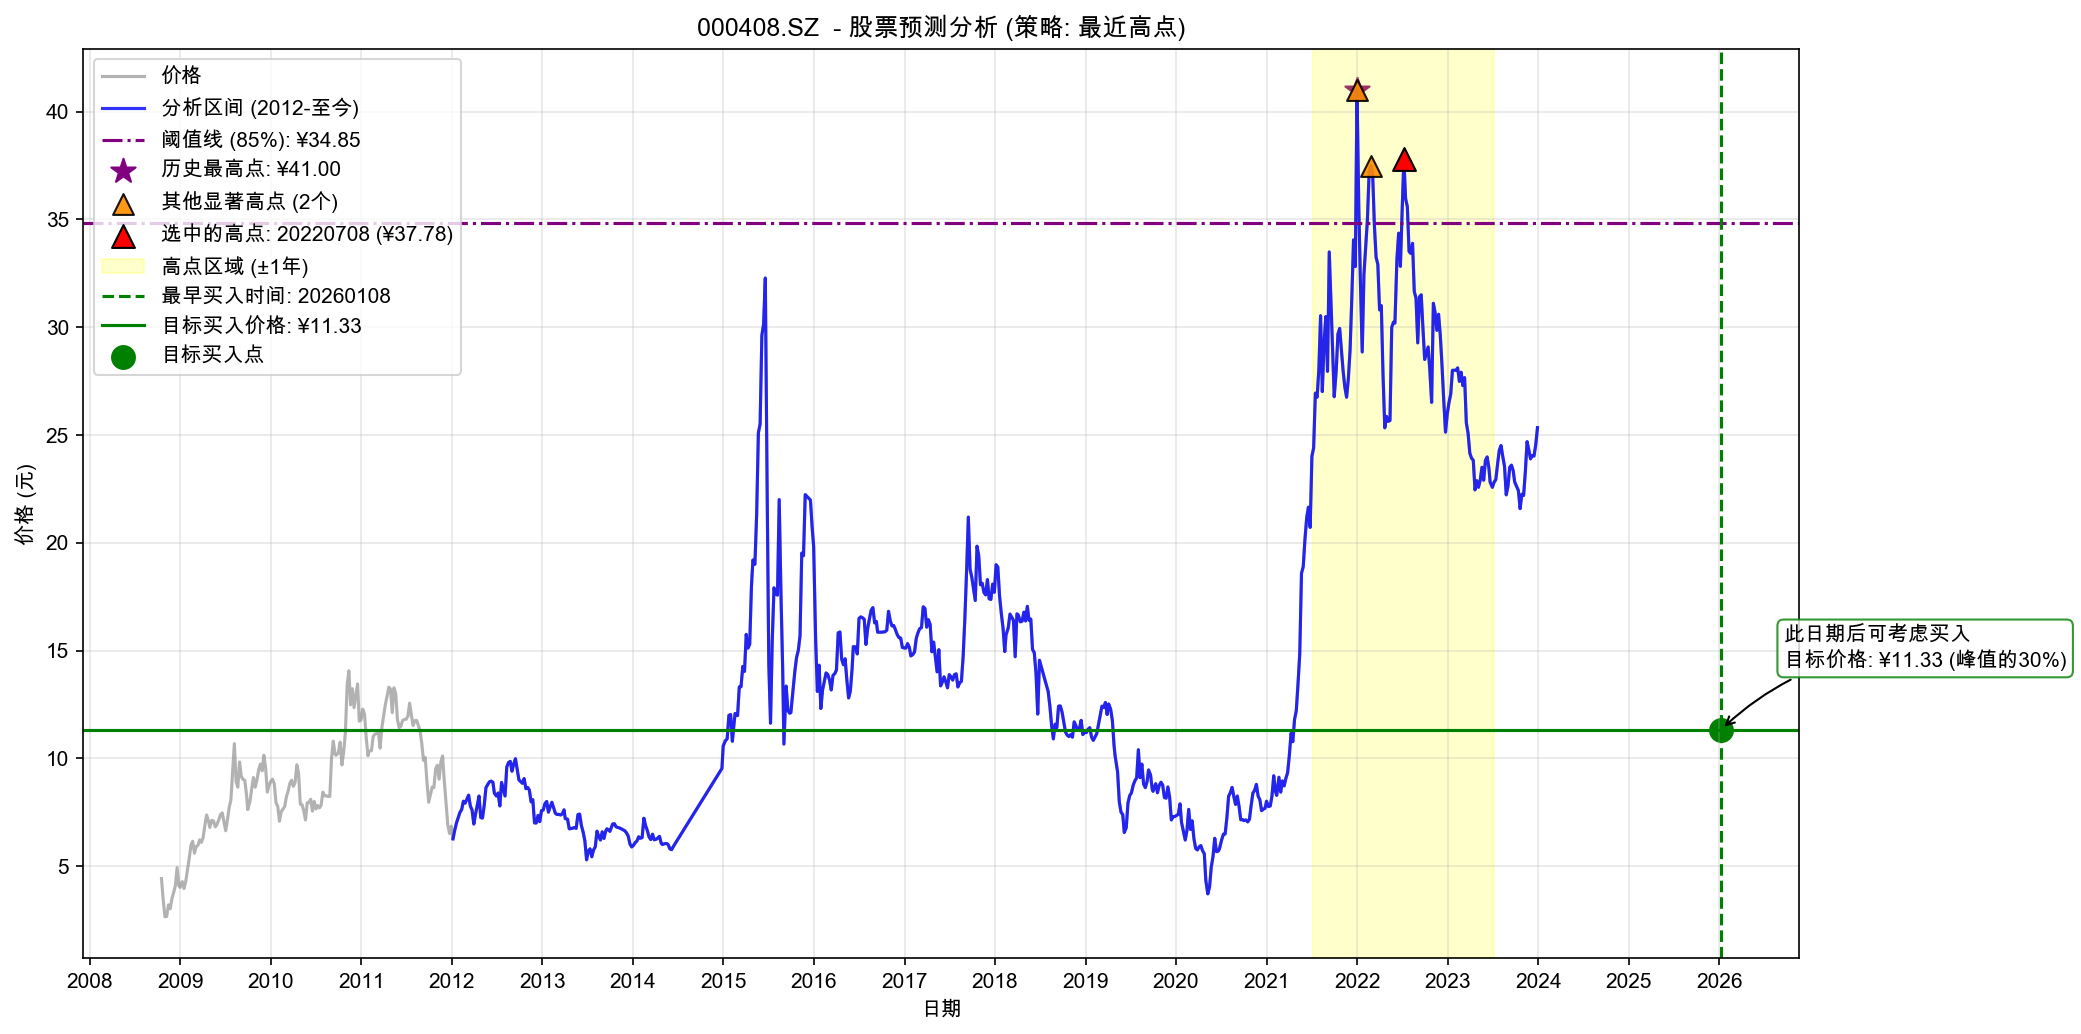 000408.SZ  - 股票预测分析 (策略: 最近高点)
价格
分析区间 (2012-至今)
阈值线 (85%): ¥34.85
历史最高点: ¥41.00
其他显著高点 (2个)
选中的高点: 20220708 (¥37.78)
高点区域 (±1年)
最早买入时间: 20260108
目标买入价格: ¥11.33
目标买入点
价格 (元)
40
35
30
25
20
15
10
5
此日期后可考虑买入
目标价格: ¥11.33 (峰值的30%)
2008 2009 2010 2011 2012 2013 2014 2015 2016 2017 2018 2019 2020 2021 2022 2023 2024 2025 2026
日期